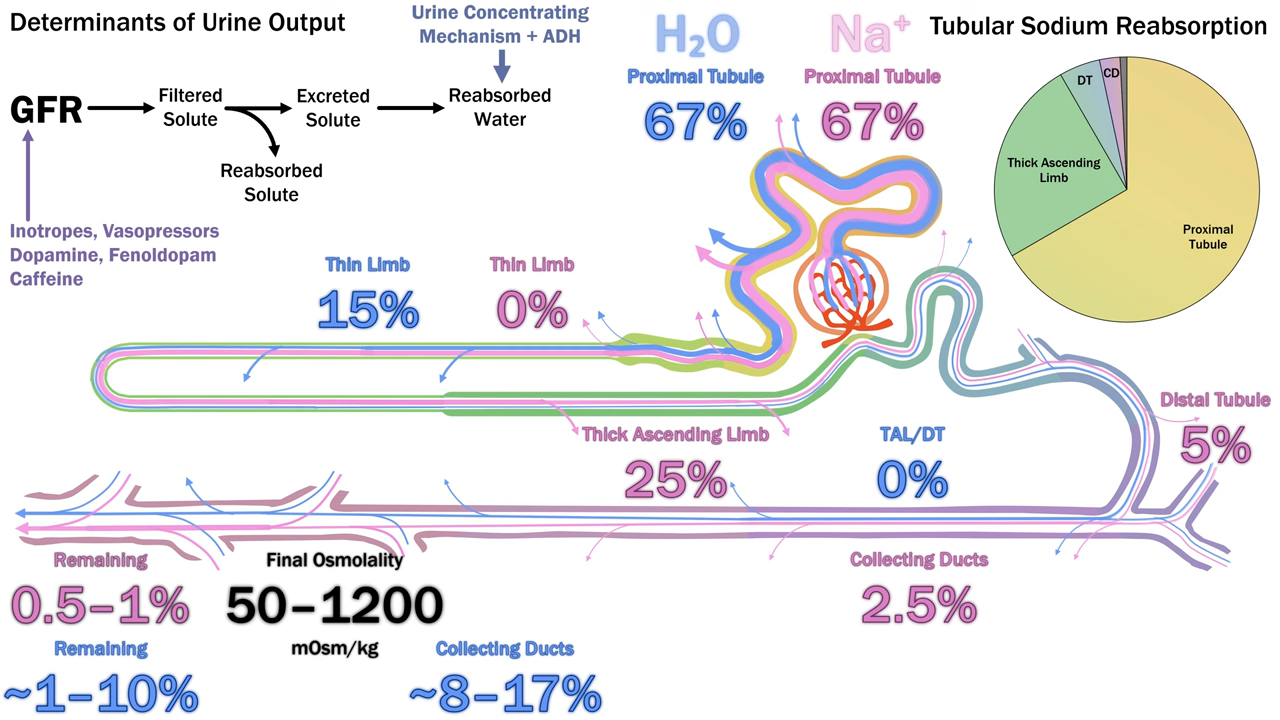 Determinants of Urine Output
Urine Concentrating
Mechanism + ADH
GFR
Filtered
Solute
Excreted
Solute
Reabsorbed
Water
Reabsorbed
Solute
Inotropes, Vasopressors
Dopamine, Fenoldopam
Caffeine
H₂O
Proximal Tubule
67%
Na⁺
Proximal Tubule
67%
Tubular Sodium Reabsorption
DT
CD
Thick Ascending
Limb
Proximal
Tubule
Thin Limb
15%
Thin Limb
0%
Thick Ascending Limb
25%
TAL/DT
0%
Distal Tubule
5%
Remaining
0.5–1%
Final Osmolality
50–1200
mOsm/kg
Collecting Ducts
2.5%
Remaining
~1–10%
Collecting Ducts
~8–17%